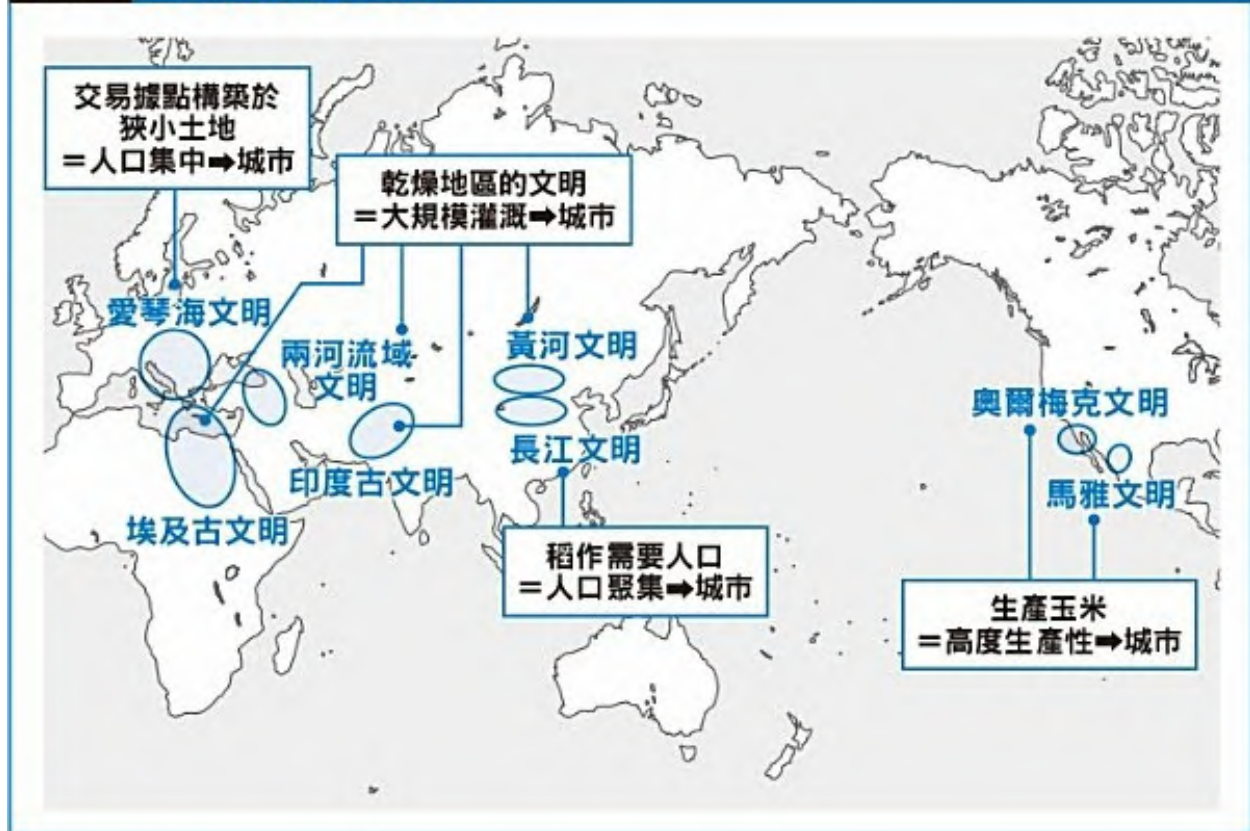 交易據點構築於
狹小土地
＝人口集中➡城市
乾燥地區的文明
＝大規模灌溉➡城市
愛琴海文明
兩河流域
文明
黃河文明
奧爾梅克文明
長江文明
印度古文明
馬雅文明
埃及古文明
稻作需要人口
＝人口聚集➡城市
生產玉米
＝高度生產性➡城市